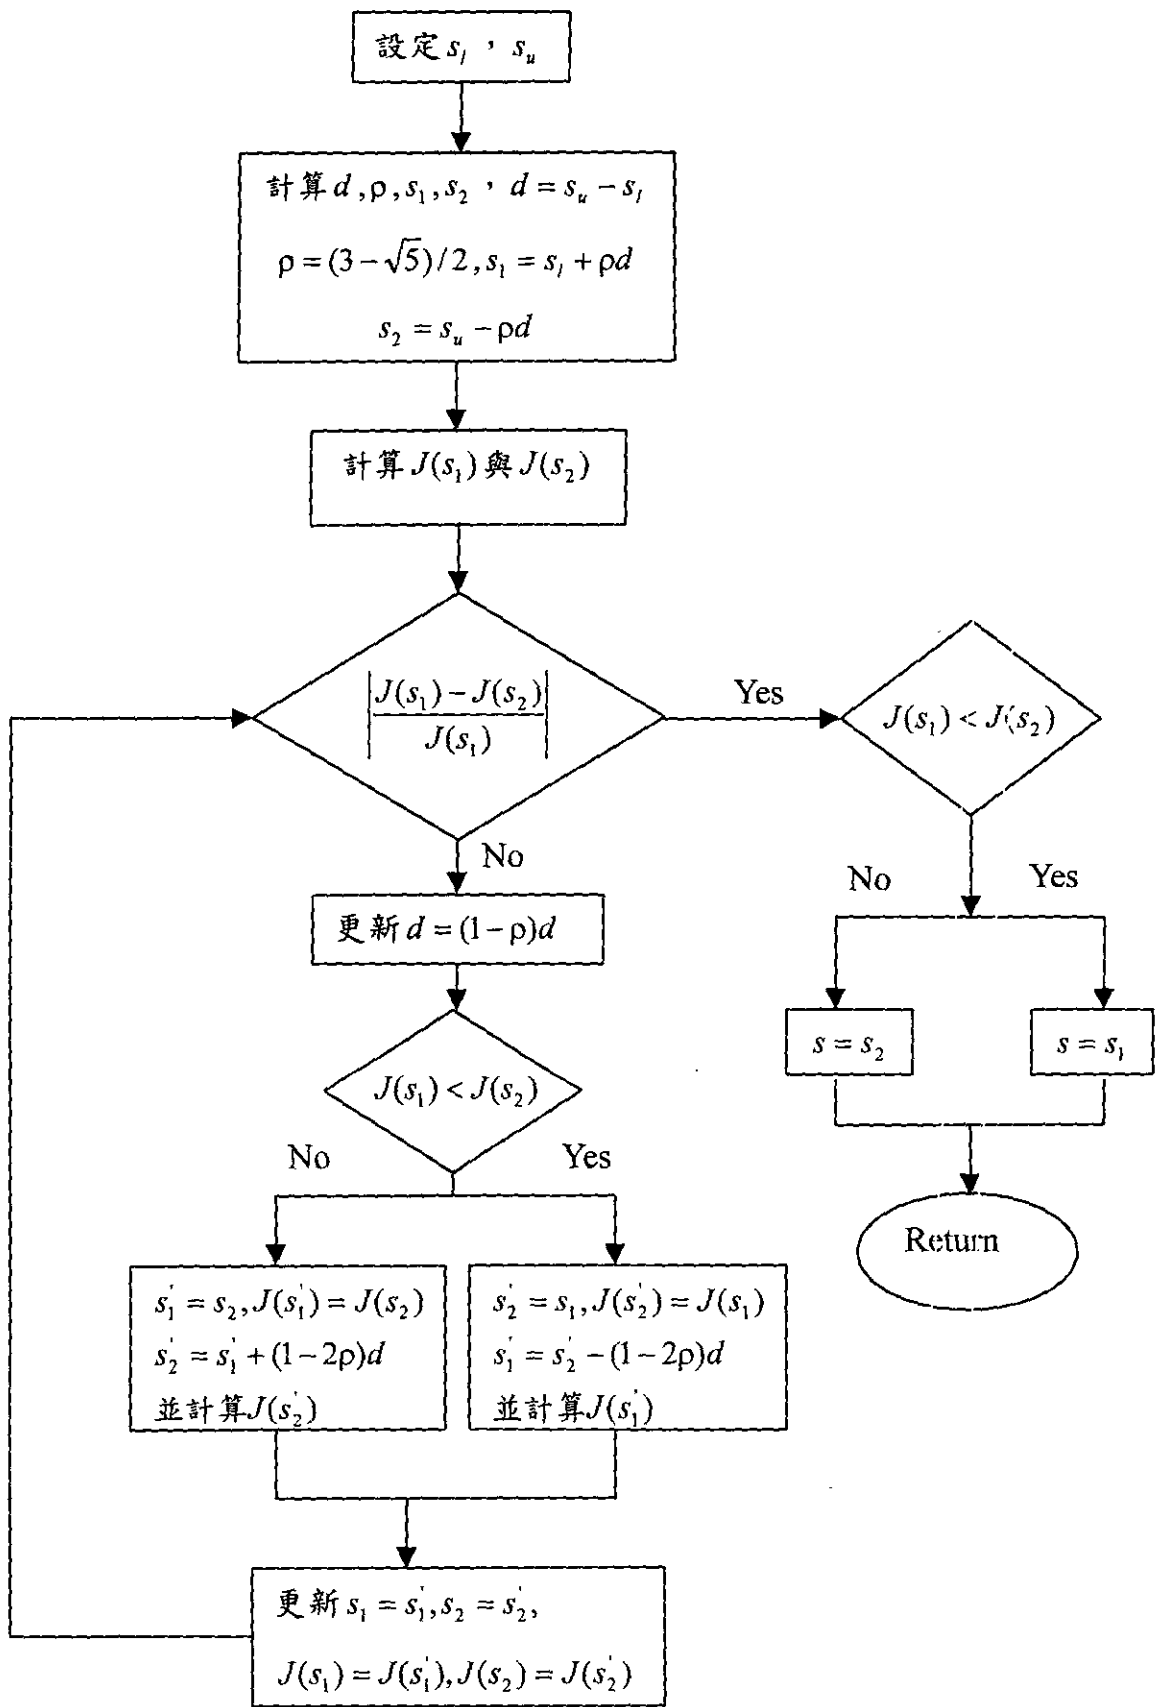 設定 s_l ， s_u
計算 d , ρ , s_1 , s_2 ， d = s_u − s_l
ρ = (3 − √5) / 2 , s_1 = s_l + ρd
s_2 = s_u − ρd
計算 J(s_1) 與 J(s_2)
|(J(s_1) − J(s_2)) / J(s_1)|
Yes
J(s_1) < J(s_2)
No
更新 d = (1 − ρ)d
No
Yes
s = s_2
s = s_1
J(s_1) < J(s_2)
No
Yes
Return
s_1' = s_2 , J(s_1') = J(s_2)
s_2' = s_1' + (1 − 2ρ)d
並計算 J(s_2')
s_2' = s_1 , J(s_2') = J(s_1)
s_1' = s_2' − (1 − 2ρ)d
並計算 J(s_1')
更新 s_1 = s_1' , s_2 = s_2' ,
J(s_1) = J(s_1') , J(s_2) = J(s_2')